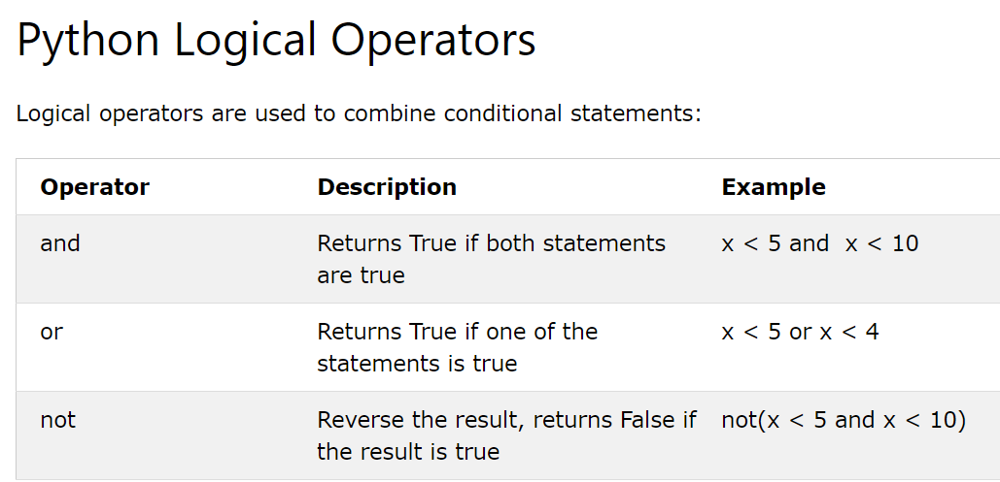 Python Logical Operators
Logical operators are used to combine conditional statements:
Operator Description Example
and Returns True if both statements x < 5 and  x < 10
are true
or Returns True if one of the x < 5 or x < 4
statements is true
not Reverse the result, returns False if not(x < 5 and x < 10)
the result is true